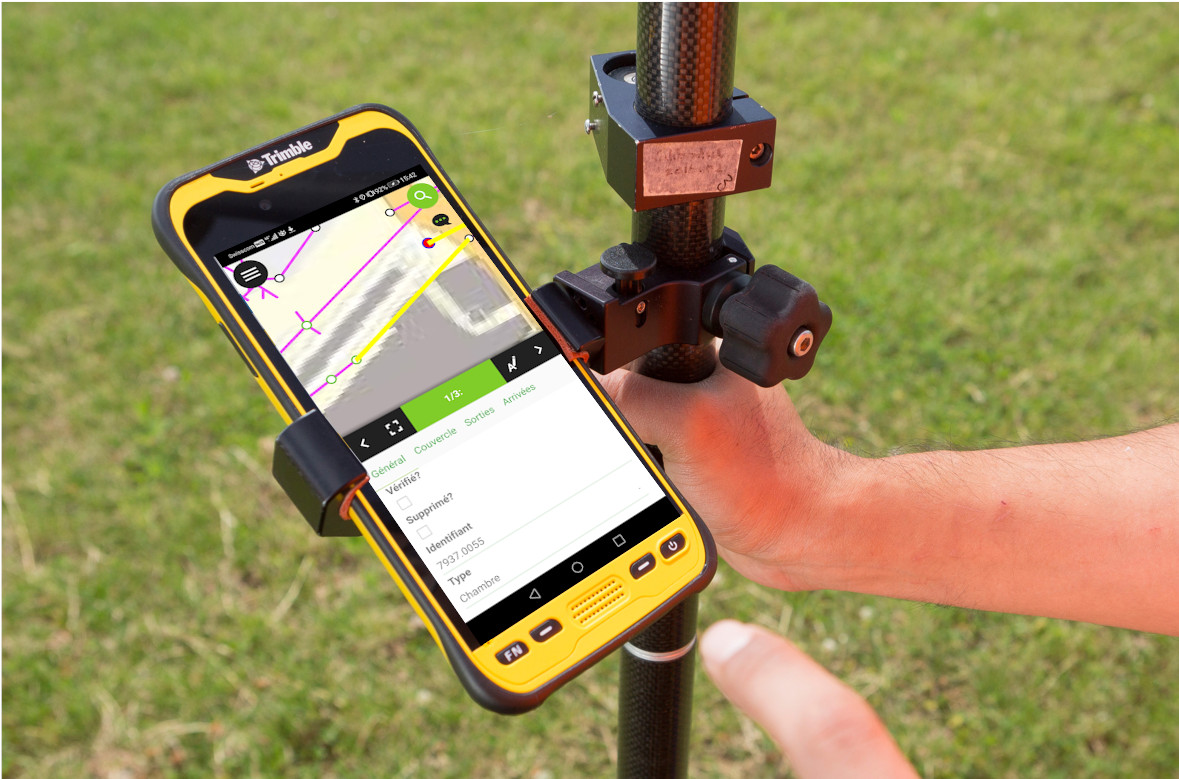 Trimble
Swisscom
92% 15:42
1/3:
Général Couvercle Sorties Arrivées
Vérifié?
Supprimé?
Identifiant
7937.0055
Type
Chambre
FN